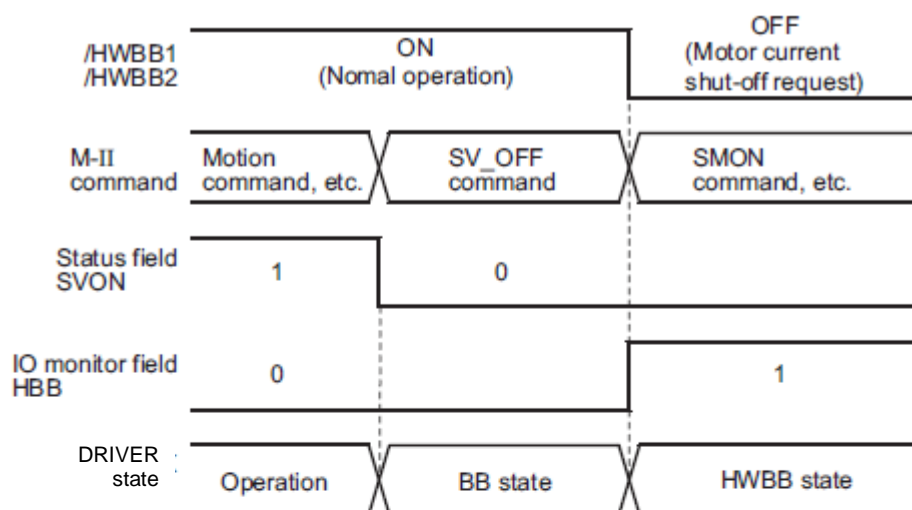 /HWBB1
/HWBB2
ON
(Nomal operation)
OFF
(Motor current
shut-off request)
M-II
command
Motion
command, etc.
SV_OFF
command
SMON
command, etc.
Status field
SVON
1
0
IO monitor field
HBB
0
1
DRIVER
state
Operation
BB state
HWBB state